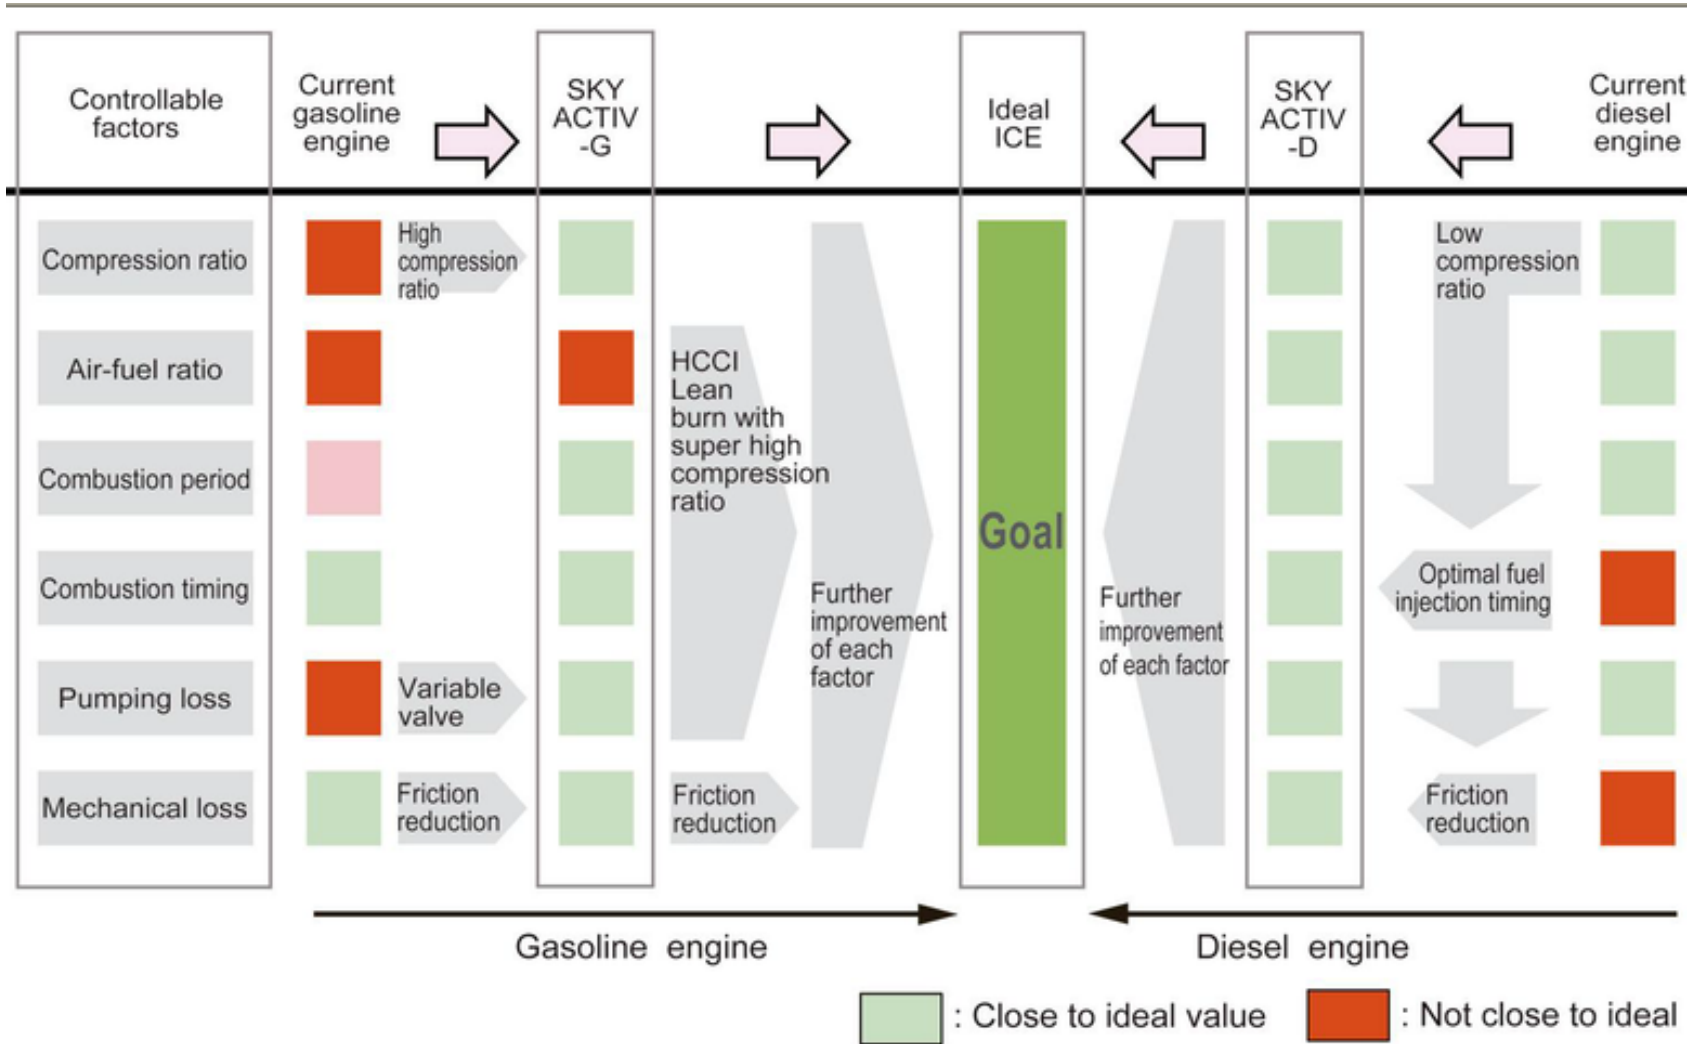 Controllable
factors
Current
gasoline
engine
SKY
ACTIV
-G
Ideal
ICE
SKY
ACTIV
-D
Current
diesel
engine
Compression ratio
High
compression
ratio
Low
compression
ratio
Air-fuel ratio
HCCI
Lean
burn with
super high
compression
ratio
Combustion period
Goal
Combustion timing
Further
improvement
of each
factor
Further
improvement
of each factor
Optimal fuel
injection timing
Pumping loss
Variable
valve
Mechanical loss
Friction
reduction
Friction
reduction
Friction
reduction
Gasoline engine
Diesel engine
: Close to ideal value
: Not close to ideal